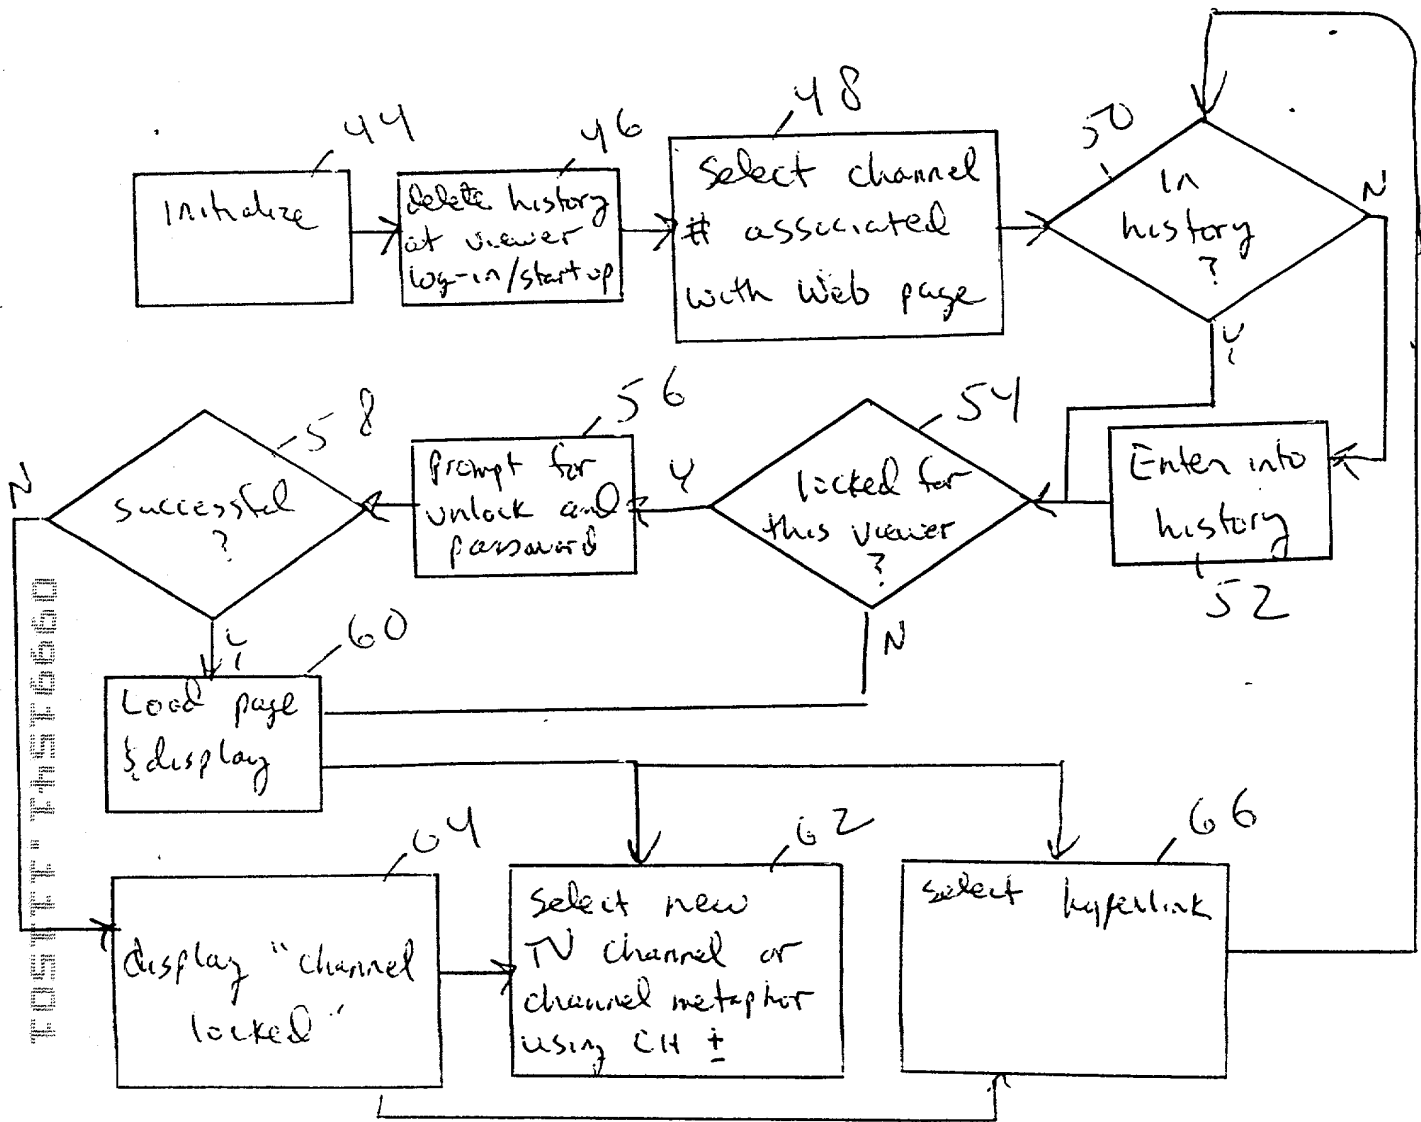 44
Initialize
46
delete history
at viewer
log-in/startup
48
Select channel
# associated
with Web page
50
In
history
?
N
Y
58
N
successful
?
Y
56
Prompt for
unlock and
password
54
Y
locked for
this viewer
?
N
Enter into
history
52
60
Load page
& display
64
display "channel
locked"
62
Select new
TV channel or
channel metaphor
using CH ±
66
select hyperlink